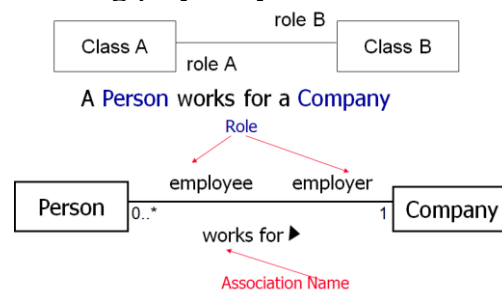 role B
Class A
Class B
role A
A Person works for a Company
Role
employee
employer
Person
0..*
1
Company
works for ▶
Association Name